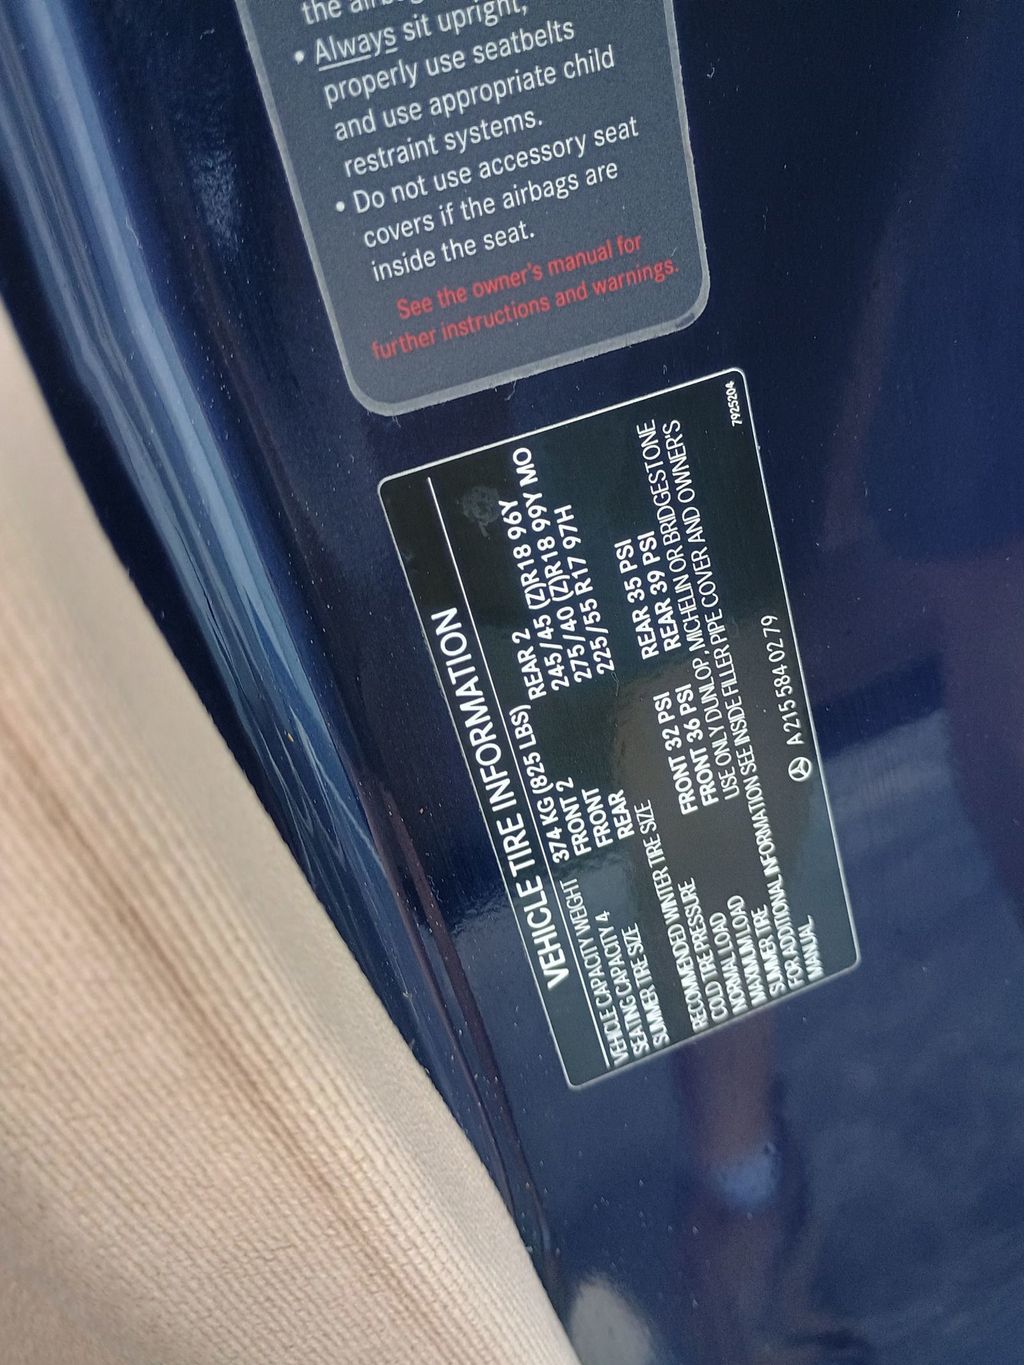 the airbag
• Always sit upright,
properly use seatbelts
and use appropriate child
restraint systems.
• Do not use accessory seat
covers if the airbags are
inside the seat.
See the owner's manual for
further instructions and warnings.
VEHICLE TIRE INFORMATION
VEHICLE CAPACITY WEIGHT 374 KG (825 LBS)
SEATING CAPACITY 4 FRONT 2 REAR 2
SUMMER TIRE SIZE FRONT 245/45 (Z)R18 96Y
REAR 275/40 (Z)R18 99Y MO
RECOMMENDED WINTER TIRE SIZE 225/55 R17 97H
COLD TIRE PRESSURE
NORMAL LOAD FRONT 32 PSI REAR 35 PSI
MAXIMUM LOAD FRONT 36 PSI REAR 39 PSI
SUMMER TIRE USE ONLY DUNLOP, MICHELIN OR BRIDGESTONE
FOR ADDITIONAL INFORMATION SEE INSIDE FILLER PIPE COVER AND OWNER'S
MANUAL
A 215 584 02 79
7925204